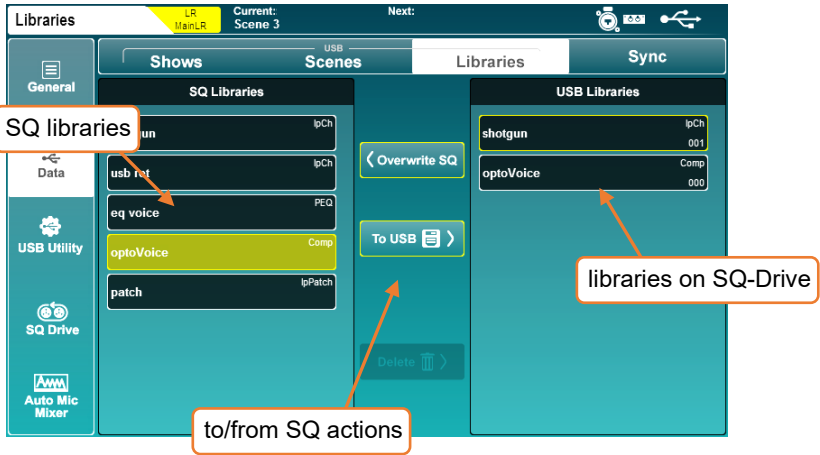 Libraries
LR
MainLR
Current:
Scene 3
Next:
General
Data
USB Utility
SQ Drive
Auto Mic
Mixer
USB
Shows
Scenes
Libraries
Sync
SQ Libraries
USB Libraries
SQ libraries
gun
IpCh
usb ret
IpCh
eq voice
PEQ
optoVoice
Comp
patch
IpPatch
Overwrite SQ
To USB
Delete
shotgun
IpCh
001
optoVoice
Comp
000
libraries on SQ-Drive
to/from SQ actions